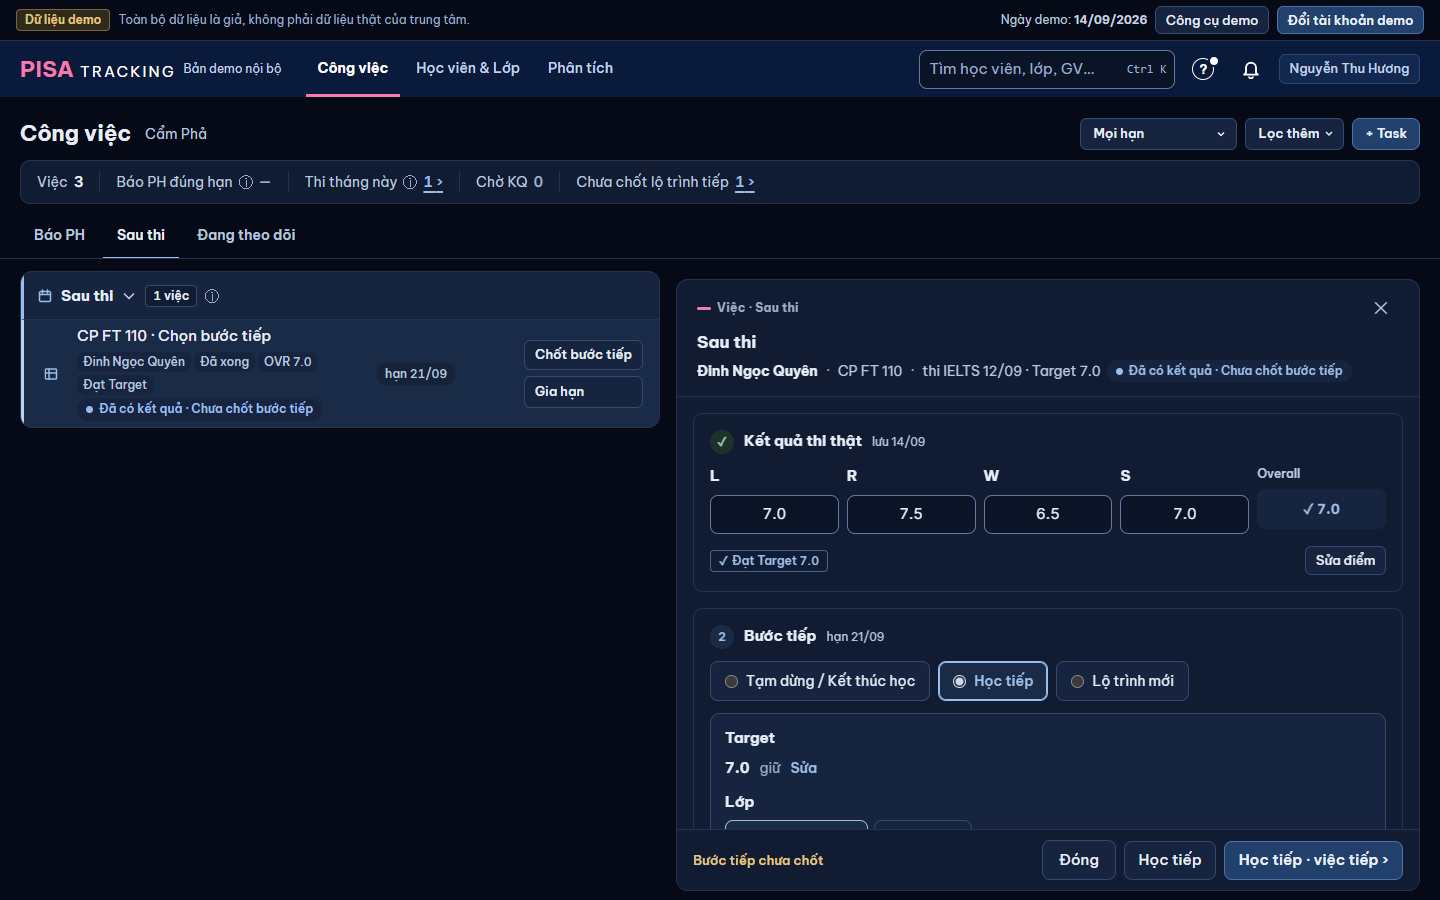 Dữ liệu demo Toàn bộ dữ liệu là giả, không phải dữ liệu thật của trung tâm. Ngày demo: 14/09/2026 Công cụ demo Đổi tài khoản demo
PISA TRACKING Bản demo nội bộ Công việc Học viên & Lớp Phân tích Tìm học viên, lớp, GV... Ctrl K ? Nguyễn Thu Hương
Công việc Cẩm Phả Mọi hạn Lọc thêm + Task
Việc 3 Báo PH đúng hạn ⓘ — Thi tháng này ⓘ 1 › Chờ KQ 0 Chưa chốt lộ trình tiếp 1 ›
Báo PH Sau thi Đang theo dõi
Sau thi 1 việc ⓘ
CP FT 110 · Chọn bước tiếp
Đinh Ngọc Quyên Đã xong OVR 7.0
Đạt Target
Đã có kết quả · Chưa chốt bước tiếp
hạn 21/09
Chốt bước tiếp
Gia hạn
Việc · Sau thi
Sau thi
Đinh Ngọc Quyên · CP FT 110 · thi IELTS 12/09 · Target 7.0 Đã có kết quả · Chưa chốt bước tiếp
✓ Kết quả thi thật lưu 14/09
L R W S Overall
7.0 7.5 6.5 7.0 ✓ 7.0
✓ Đạt Target 7.0 Sửa điểm
2 Bước tiếp hạn 21/09
Tạm dừng / Kết thúc học Học tiếp Lộ trình mới
Target
7.0 giữ Sửa
Lớp
Bước tiếp chưa chốt Đóng Học tiếp Học tiếp · việc tiếp ›